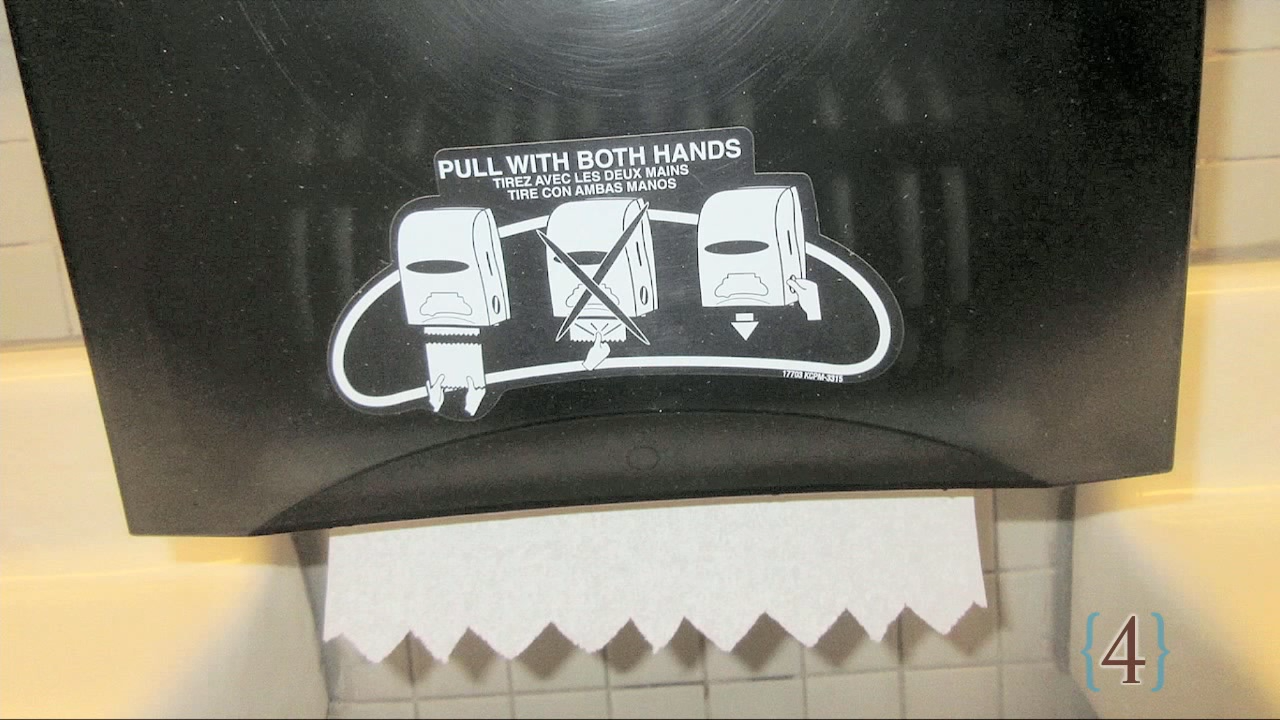 PULL WITH BOTH HANDS
TIREZ AVEC LES DEUX MAINS
TIRE CON AMBAS MANOS
{4}